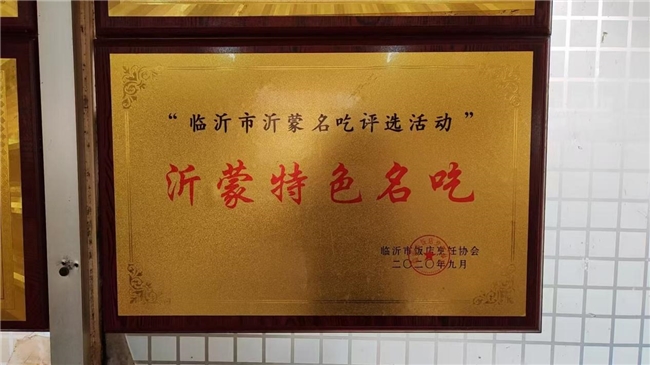 “临沂市沂蒙名吃评选活动”
沂蒙特色名吃
临沂市饭店烹饪协会
二〇二〇年九月